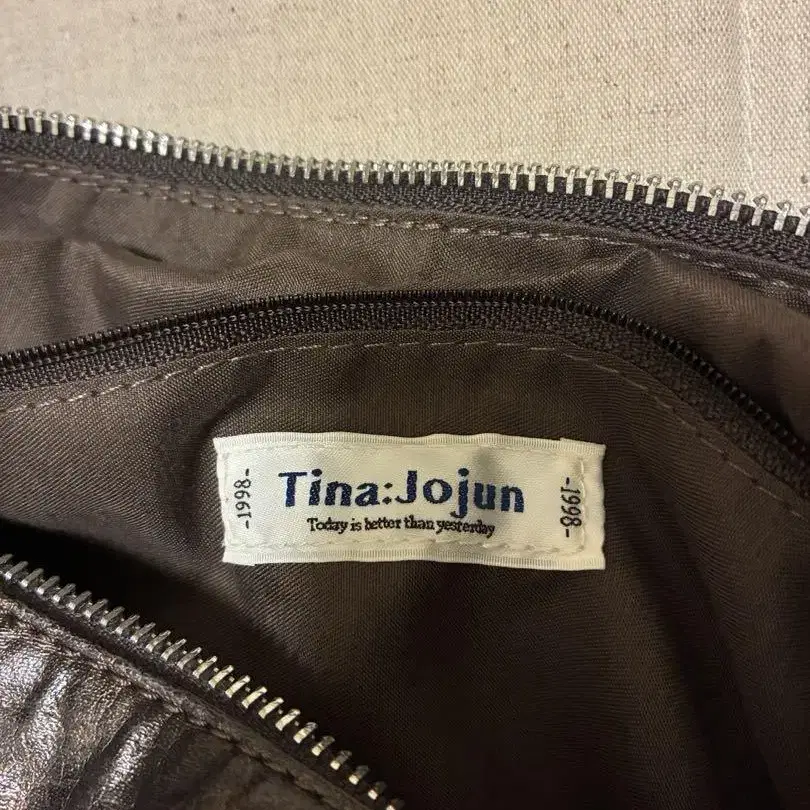 -1998-
Tina:Jojun
Today is better than yesterday
-1998-